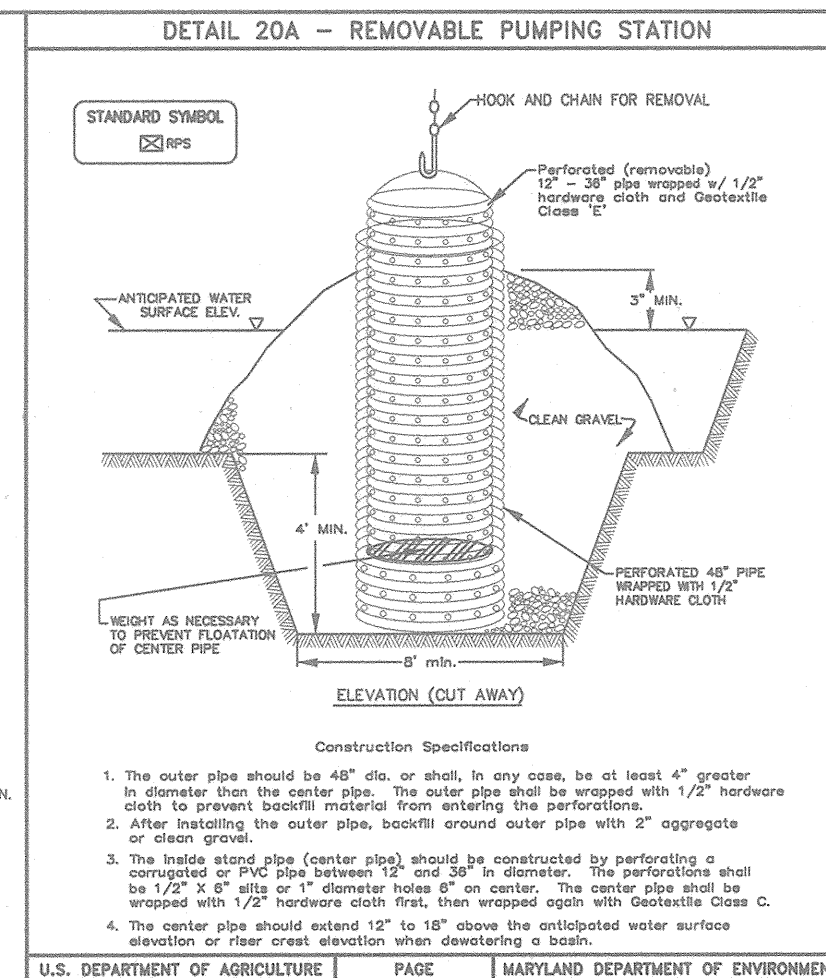 DETAIL 20A – REMOVABLE PUMPING STATION
STANDARD SYMBOL
RPS
HOOK AND CHAIN FOR REMOVAL
Perforated (removable)
12" – 36" pipe wrapped w/ 1/2"
hardware cloth and Geotextile
Class 'E'
ANTICIPATED WATER
SURFACE ELEV.
3" MIN.
CLEAN GRAVEL
4' MIN.
PERFORATED 48" PIPE
WRAPPED WITH 1/2"
HARDWARE CLOTH
WEIGHT AS NECESSARY
TO PREVENT FLOATATION
OF CENTER PIPE
8' min.
ELEVATION (CUT AWAY)
Construction Specifications
N.
1. The outer pipe should be 48" dia. or shall, in any case, be at least 4" greater
in diameter than the center pipe. The outer pipe shall be wrapped with 1/2" hardware
cloth to prevent backfill material from entering the perforations.
2. After installing the outer pipe, backfill around outer pipe with 2" aggregate
or clean gravel.
3. The inside stand pipe (center pipe) should be constructed by perforating a
corrugated or PVC pipe between 12" and 36" in diameter. The perforations shall
be 1/2" X 6" slits or 1" diameter holes 6" on center. The center pipe shall be
wrapped with 1/2" hardware cloth first, then wrapped again with Geotextile Class C.
4. The center pipe should extend 12" to 18" above the anticipated water surface
elevation or riser crest elevation when dewatering a basin.
U.S. DEPARTMENT OF AGRICULTURE
PAGE
MARYLAND DEPARTMENT OF ENVIRONMEN